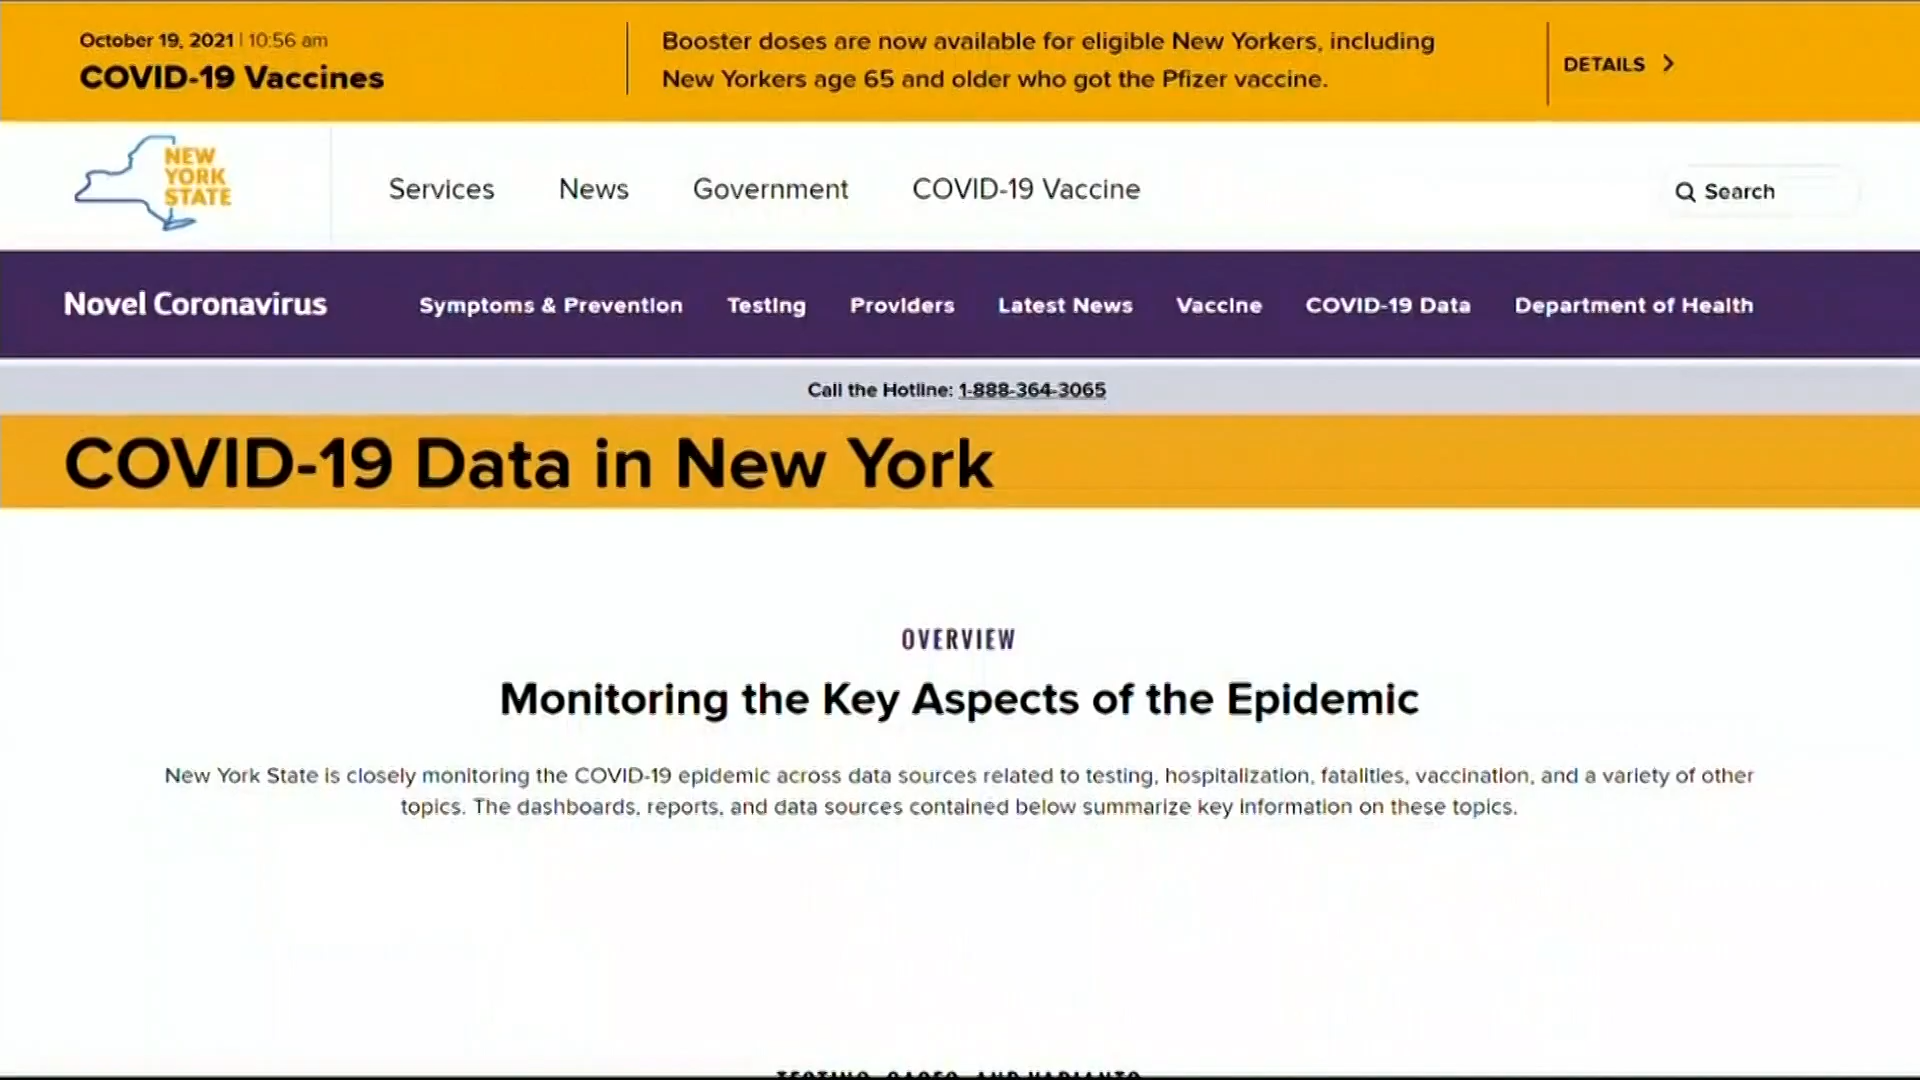 October 19, 2021 | 10:56 am
COVID-19 Vaccines
Booster doses are now available for eligible New Yorkers, including
New Yorkers age 65 and older who got the Pfizer vaccine.
DETAILS
NEW
YORK
STATE
Services News Government COVID-19 Vaccine
Search
Novel Coronavirus Symptoms & Prevention Testing Providers Latest News Vaccine COVID-19 Data Department of Health
Call the Hotline: 1-888-364-3065
COVID-19 Data in New York
OVERVIEW
Monitoring the Key Aspects of the Epidemic
New York State is closely monitoring the COVID-19 epidemic across data sources related to testing, hospitalization, fatalities, vaccination, and a variety of other
topics. The dashboards, reports, and data sources contained below summarize key information on these topics.
TESTING, CASES, AND VARIANTS